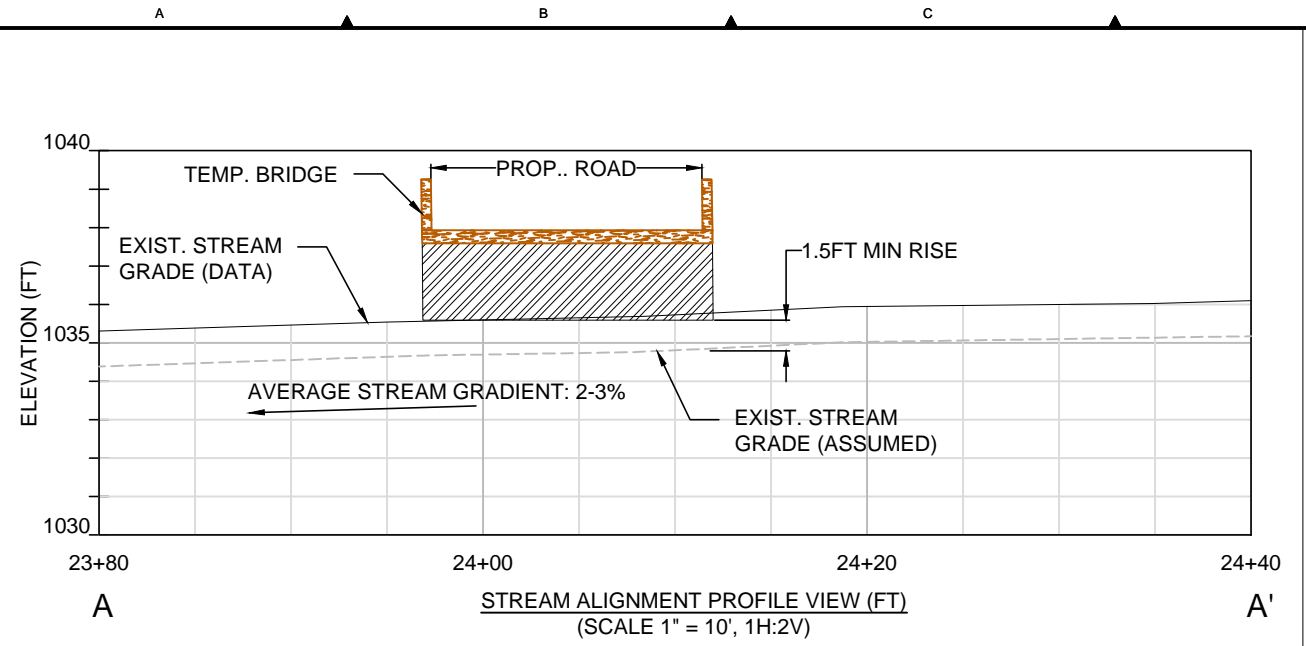 A B C
1040
TEMP. BRIDGE
PROP.. ROAD
EXIST. STREAM
GRADE (DATA)
1.5FT MIN RISE
ELEVATION (FT)
1035
AVERAGE STREAM GRADIENT: 2-3%
EXIST. STREAM
GRADE (ASSUMED)
1030
23+80 24+00 24+20 24+40
A
STREAM ALIGNMENT PROFILE VIEW (FT)
A'
(SCALE 1" = 10', 1H:2V)